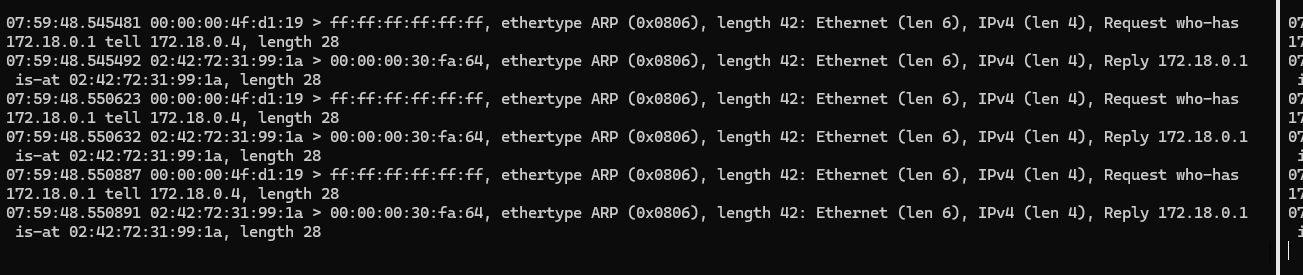 07:59:48.545481 00:00:00:4f:d1:19 > ff:ff:ff:ff:ff:ff, ethertype ARP (0x0806), length 42: Ethernet (len 6), IPv4 (len 4), Request who-has
172.18.0.1 tell 172.18.0.4, length 28
07:59:48.545492 02:42:72:31:99:1a > 00:00:00:30:fa:64, ethertype ARP (0x0806), length 42: Ethernet (len 6), IPv4 (len 4), Reply 172.18.0.1
is-at 02:42:72:31:99:1a, length 28
07:59:48.550623 00:00:00:4f:d1:19 > ff:ff:ff:ff:ff:ff, ethertype ARP (0x0806), length 42: Ethernet (len 6), IPv4 (len 4), Request who-has
172.18.0.1 tell 172.18.0.4, length 28
07:59:48.550632 02:42:72:31:99:1a > 00:00:00:30:fa:64, ethertype ARP (0x0806), length 42: Ethernet (len 6), IPv4 (len 4), Reply 172.18.0.1
is-at 02:42:72:31:99:1a, length 28
07:59:48.550887 00:00:00:4f:d1:19 > ff:ff:ff:ff:ff:ff, ethertype ARP (0x0806), length 42: Ethernet (len 6), IPv4 (len 4), Request who-has
172.18.0.1 tell 172.18.0.4, length 28
07:59:48.550891 02:42:72:31:99:1a > 00:00:00:30:fa:64, ethertype ARP (0x0806), length 42: Ethernet (len 6), IPv4 (len 4), Reply 172.18.0.1
is-at 02:42:72:31:99:1a, length 28